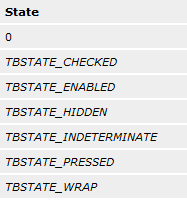 State
0
TBSTATE_CHECKED
TBSTATE_ENABLED
TBSTATE_HIDDEN
TBSTATE_INDETERMINATE
TBSTATE_PRESSED
TBSTATE_WRAP